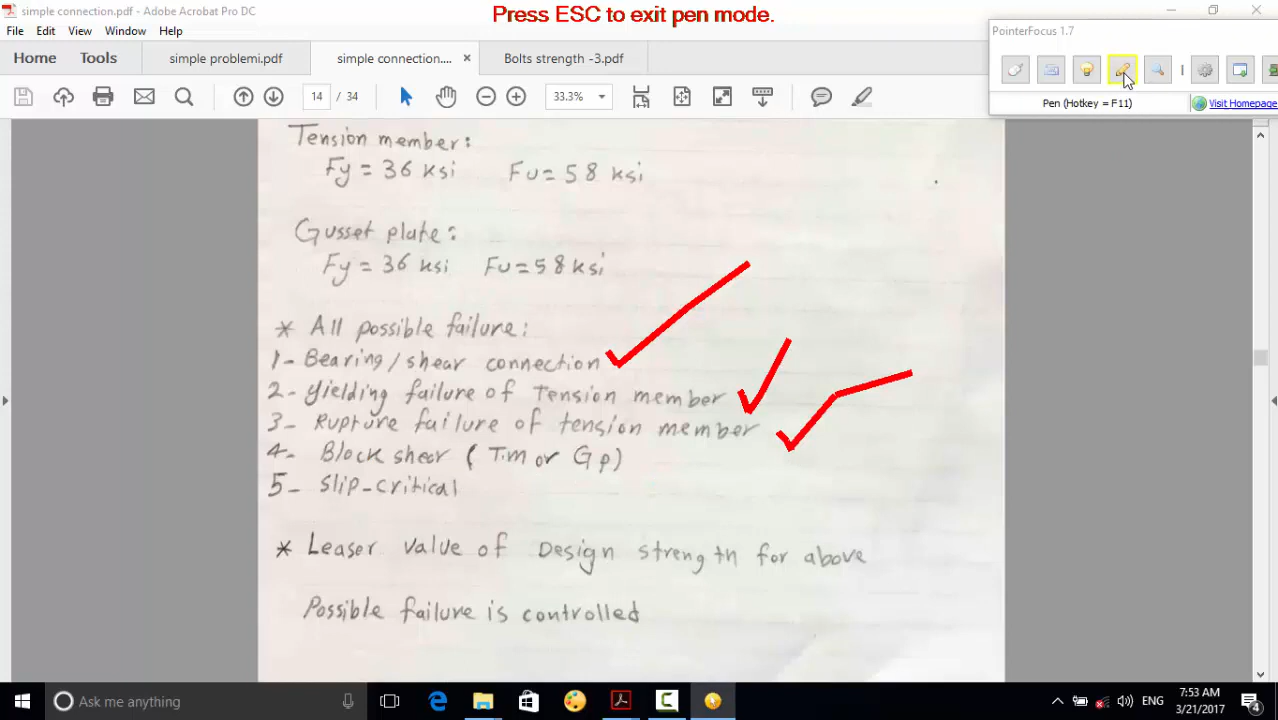 Press ESC to exit pen mode.
simple connection.pdf - Adobe Acrobat Pro DC
PointerFocus 1.7
File Edit View Window Help
Home Tools simple problemi.pdf simple connection.... × Bolts strength -3.pdf
14 / 34 33.3%
Pen (Hotkey = F11) Visit Homepage
Tension member:
Fy = 36 ksi Fu = 58 ksi
Gusset plate:
Fy = 36 ksi Fu = 58 ksi
* All possible failure:
1- Bearing / shear connection
2- Yielding failure of Tension member
3- Rupture failure of tension member
4- Block shear ( T.m or G p)
5- Slip-critical
* Leaser value of Design strength for above
Possible failure is controlled
Ask me anything
ENG
7:53 AM
3/21/2017
4